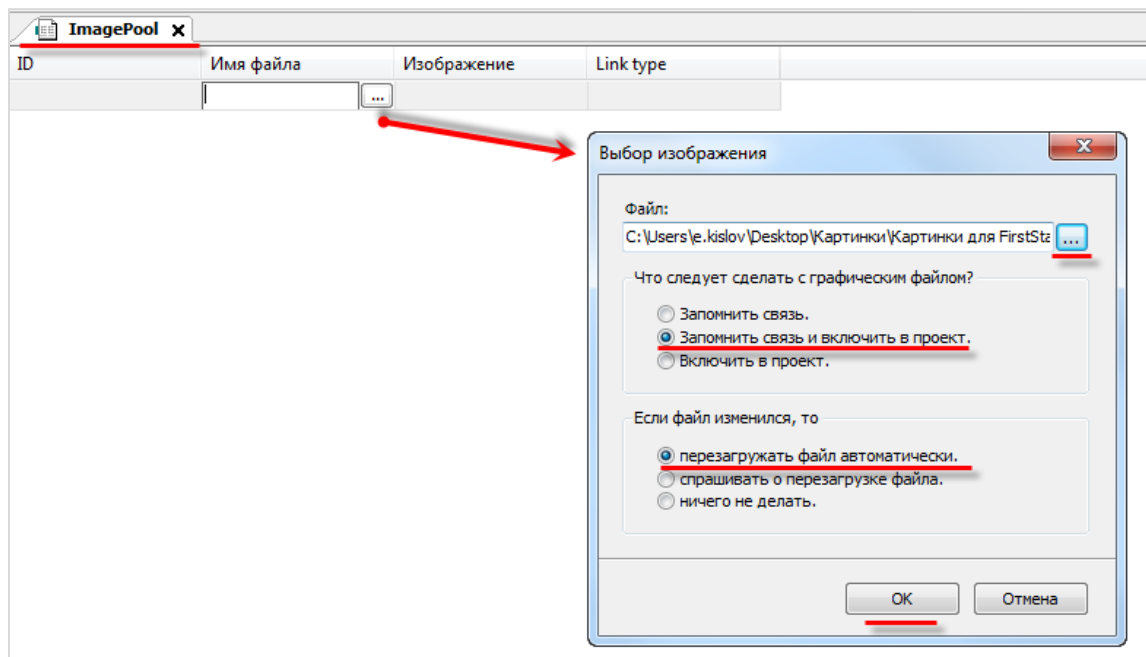 ImagePool x
ID Имя файла Изображение Link type
...
Выбор изображения
Файл:
C:\Users\e.kislov\Desktop\Картинки\Картинки для FirstSta ...
Что следует сделать с графическим файлом?
Запомнить связь.
Запомнить связь и включить в проект.
Включить в проект.
Если файл изменился, то
перезагружать файл автоматически.
спрашивать о перезагрузке файла.
ничего не делать.
ОК Отмена